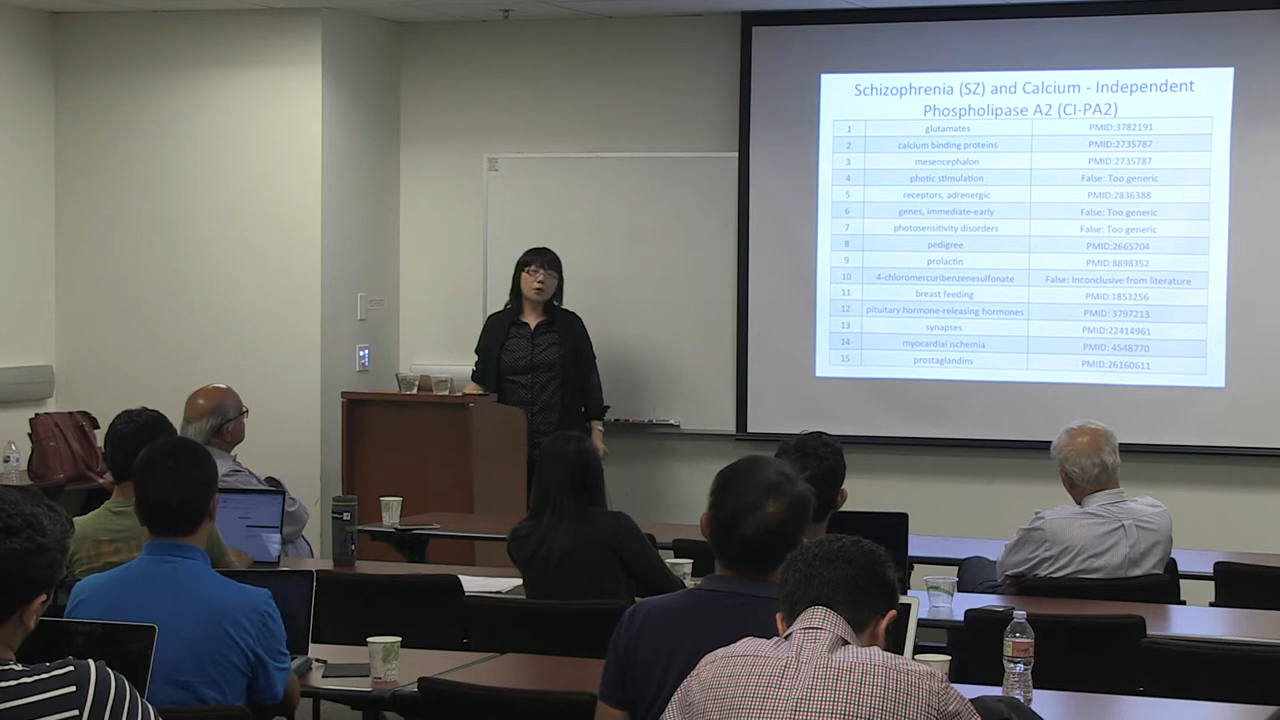 Schizophrenia (SZ) and Calcium - Independent
Phospholipase A2 (CI-PA2)
1 glutamates PMID:3782191
2 calcium binding proteins PMID:2735787
3 mesencephalon PMID:2735787
4 photic stimulation False: Too generic
5 receptors, adrenergic PMID:2836388
6 genes, immediate-early False: Too generic
7 photosensitivity disorders False: Too generic
8 pedigree PMID:2665704
9 prolactin PMID:8898352
10 4-chloromercuribenzenesulfonate False: Inconclusive from literature
11 breast feeding PMID:1853256
12 pituitary hormone-releasing hormones PMID: 3797213
13 synapses PMID:22414961
14 myocardial ischemia PMID: 4548770
15 prostaglandins PMID:26160611